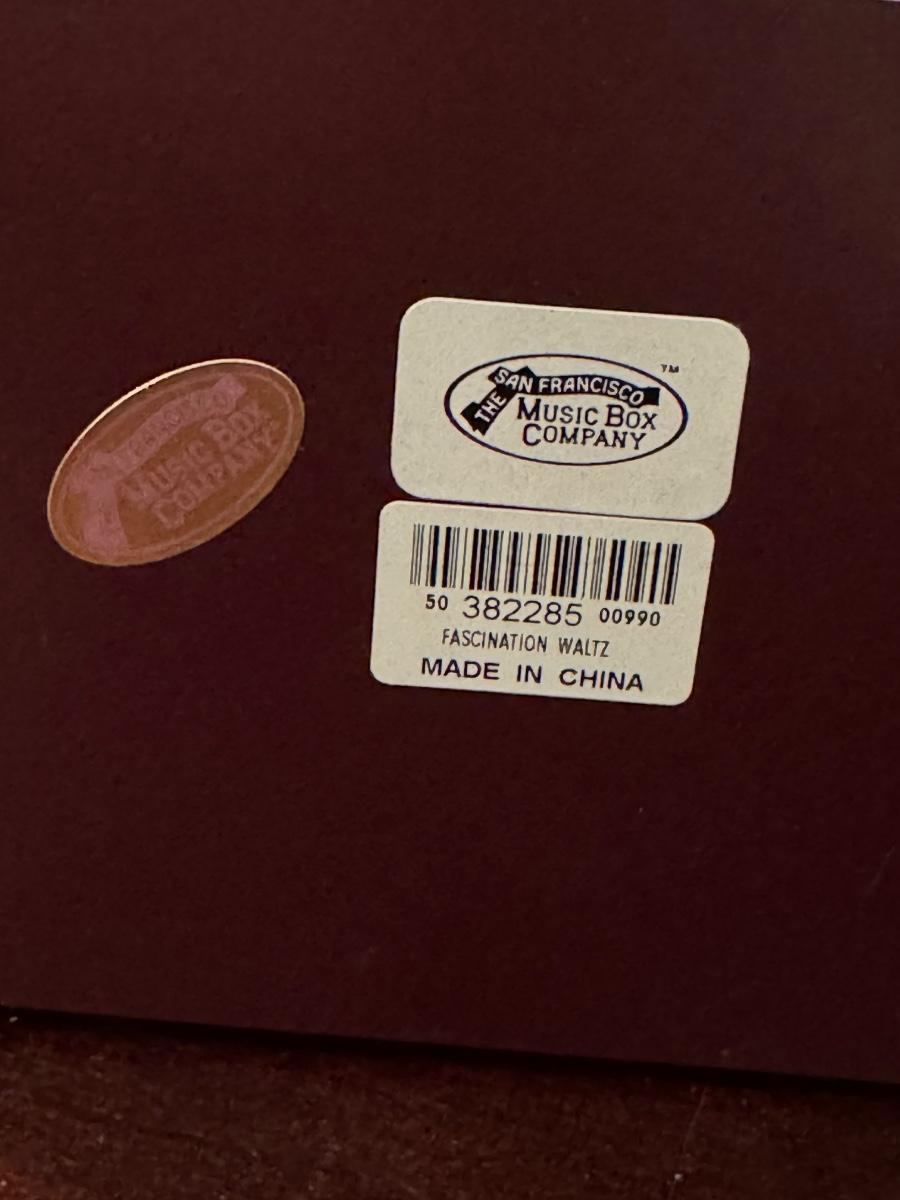 MUSIC BOX
COMPANY
THE SAN FRANCISCO
MUSIC BOX
COMPANY
™
50 382285 00990
FASCINATION WALTZ
MADE IN CHINA